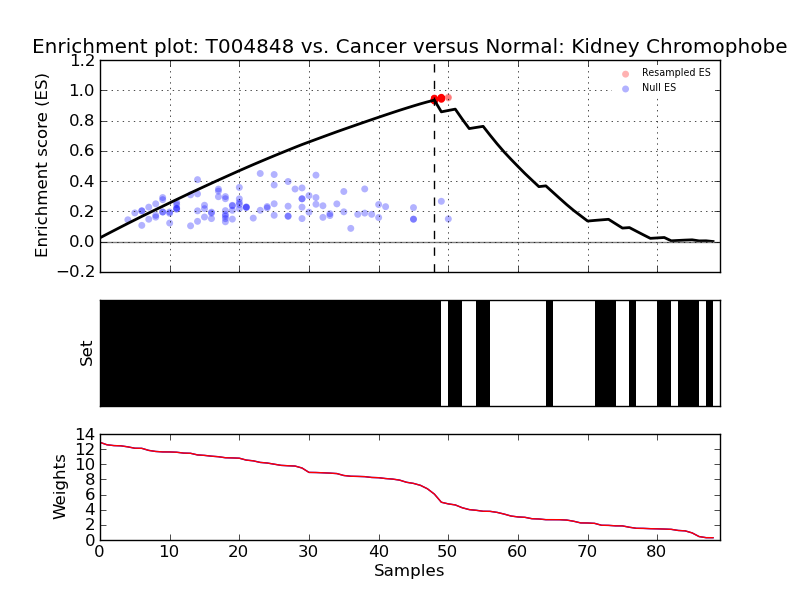 Enrichment plot: T004848 vs. Cancer versus Normal: Kidney Chromophobe
Enrichment score (ES)
1.2
1.0
0.8
0.6
0.4
0.2
0.0
−0.2
Resampled ES
Null ES
Set
Weights
14
12
10
8
6
4
2
0
0 10 20 30 40 50 60 70 80
Samples